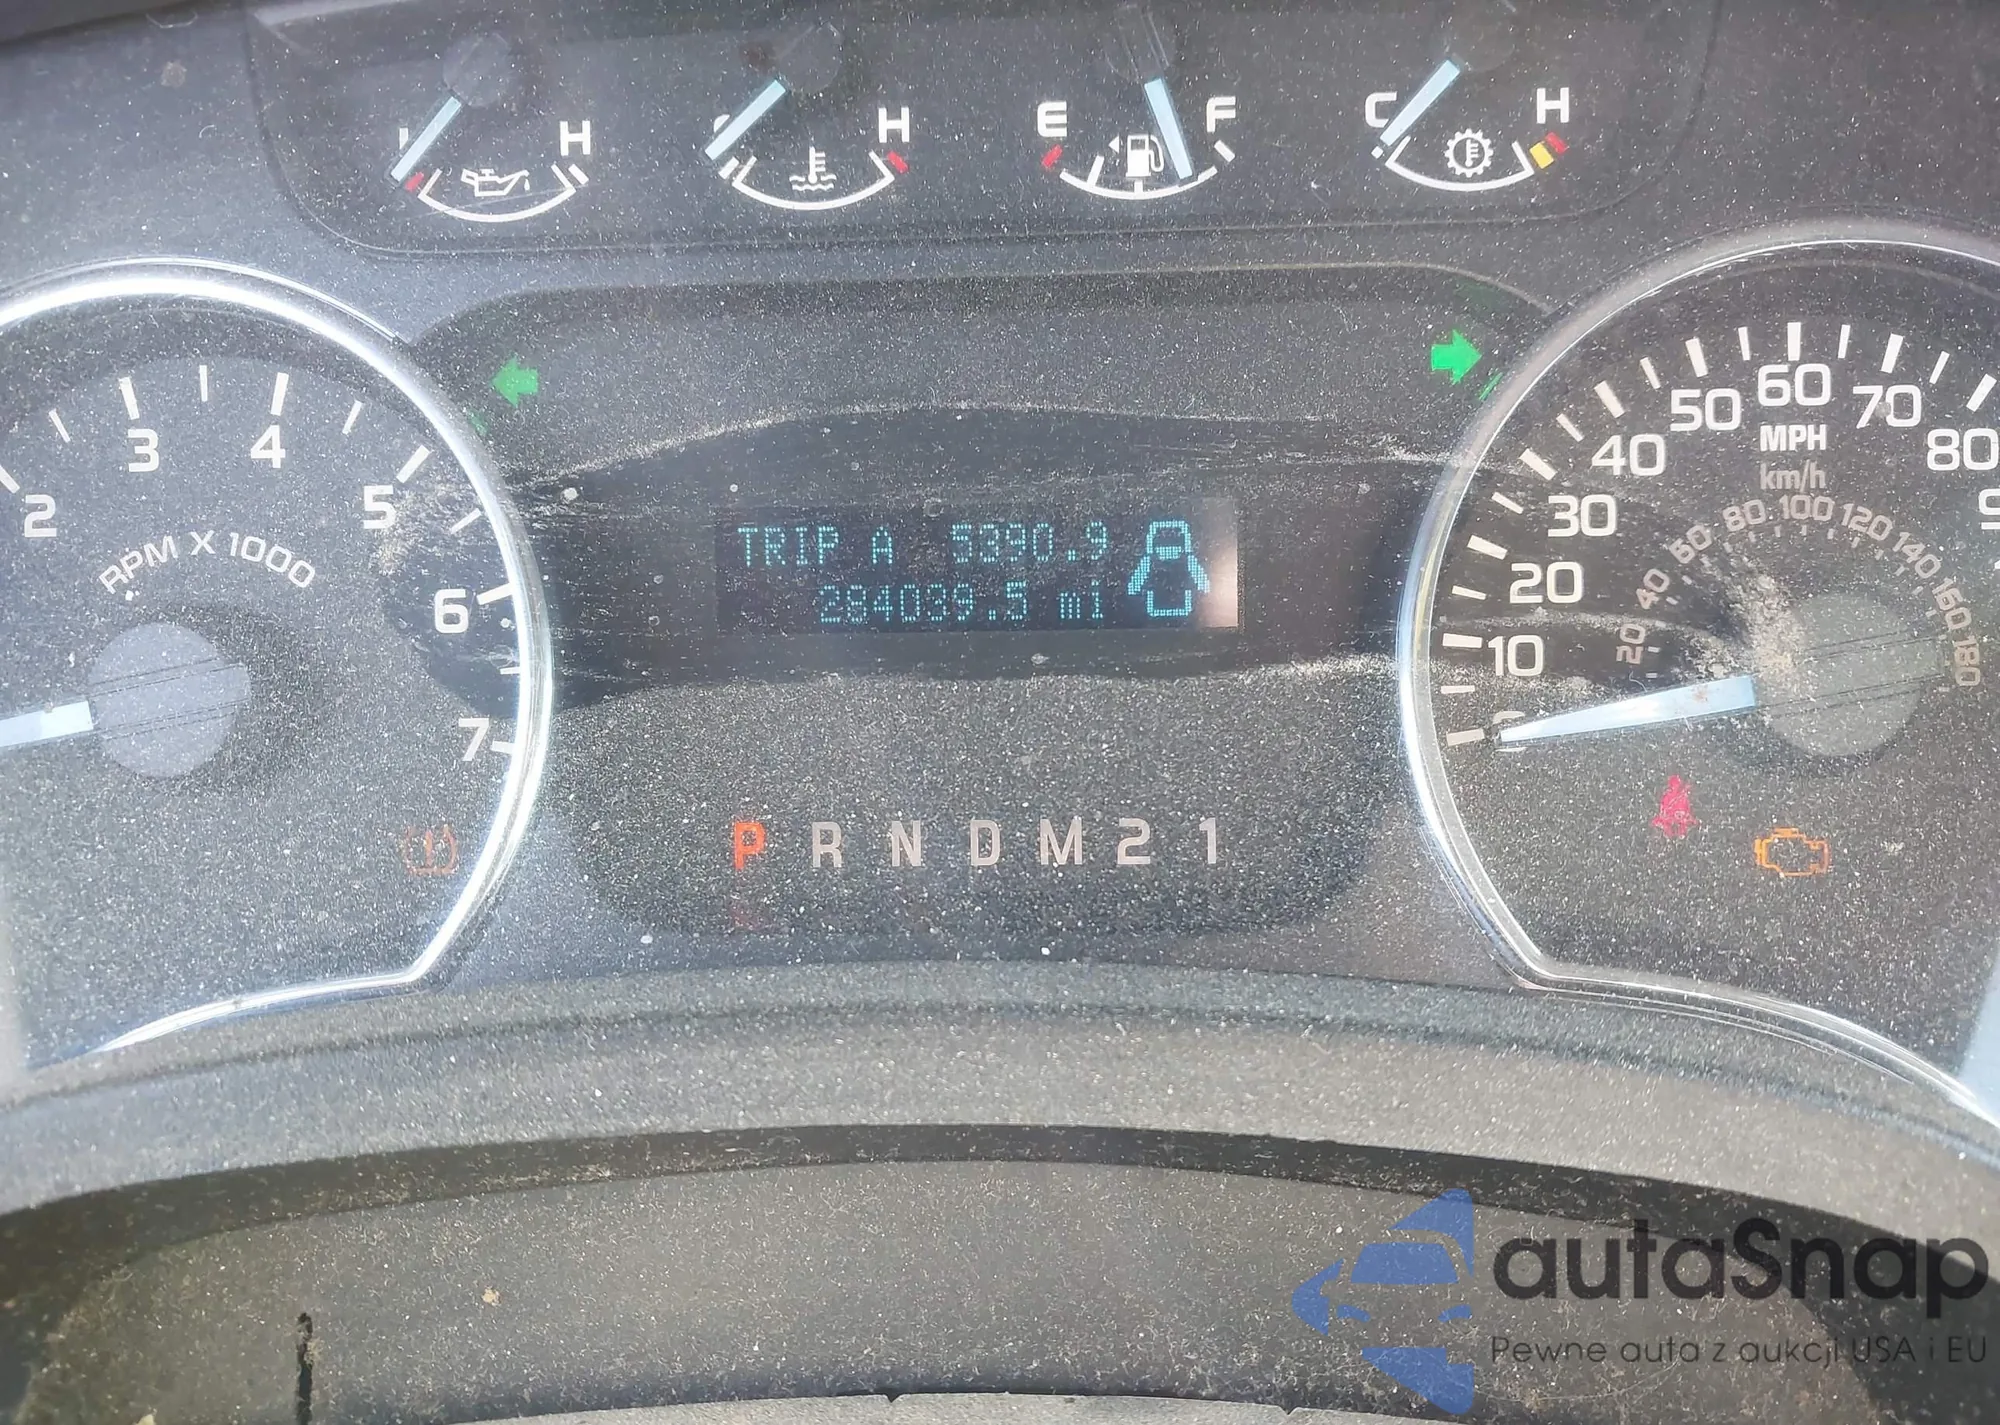 H
H
E
F
C
H
2
3
4
5
6
7
RPM X 1000
TRIP A 5390.9
284039.5 mi
P R N D M 2 1
10
20
30
40
50
60
70
80
MPH
km/h
20 40 60 80 100 120 140 160 180
autaSnap
Pewne auta z aukcji USA i EU